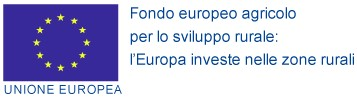 Fondo europeo agricolo
per lo sviluppo rurale:
l’Europa investe nelle zone rurali
UNIONE EUROPEA